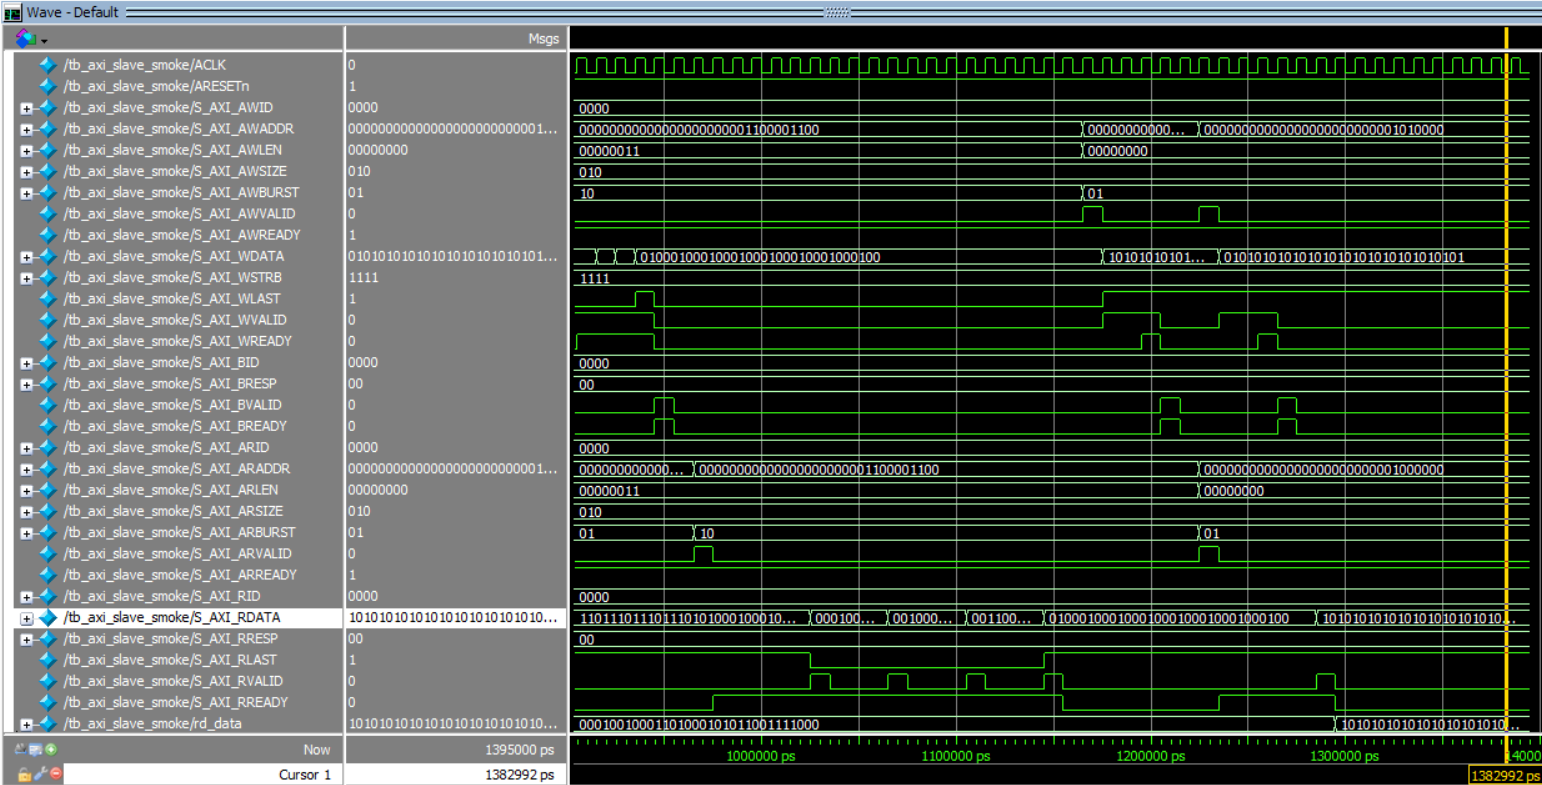 Wave - Default
Msgs
/tb_axi_slave_smoke/ACLK 0
/tb_axi_slave_smoke/ARESETn 1
/tb_axi_slave_smoke/S_AXI_AWID 0000 0000
/tb_axi_slave_smoke/S_AXI_AWADDR 00000000000000000000000001... 00000000000000000000001100001100 00000000000... 00000000000000000000000001010000
/tb_axi_slave_smoke/S_AXI_AWLEN 00000000 00000011 00000000
/tb_axi_slave_smoke/S_AXI_AWSIZE 010 010
/tb_axi_slave_smoke/S_AXI_AWBURST 01 10 01
/tb_axi_slave_smoke/S_AXI_AWVALID 0
/tb_axi_slave_smoke/S_AXI_AWREADY 1
/tb_axi_slave_smoke/S_AXI_WDATA 01010101010101010101010101... 01000100010001000100010001000100 10101010101... 01010101010101010101010101010101
/tb_axi_slave_smoke/S_AXI_WSTRB 1111 1111
/tb_axi_slave_smoke/S_AXI_WLAST 1
/tb_axi_slave_smoke/S_AXI_WVALID 0
/tb_axi_slave_smoke/S_AXI_WREADY 0
/tb_axi_slave_smoke/S_AXI_BID 0000 0000
/tb_axi_slave_smoke/S_AXI_BRESP 00 00
/tb_axi_slave_smoke/S_AXI_BVALID 0
/tb_axi_slave_smoke/S_AXI_BREADY 0
/tb_axi_slave_smoke/S_AXI_ARID 0000 0000
/tb_axi_slave_smoke/S_AXI_ARADDR 00000000000000000000000001... 000000000000... 00000000000000000000001100001100 00000000000000000000000001000000
/tb_axi_slave_smoke/S_AXI_ARLEN 00000000 00000011 00000000
/tb_axi_slave_smoke/S_AXI_ARSIZE 010 010
/tb_axi_slave_smoke/S_AXI_ARBURST 01 01 10 01
/tb_axi_slave_smoke/S_AXI_ARVALID 0
/tb_axi_slave_smoke/S_AXI_ARREADY 1
/tb_axi_slave_smoke/S_AXI_RID 0000 0000
/tb_axi_slave_smoke/S_AXI_RDATA 10101010101010101010101010... 110111011101110101000100010... 000100... 001000... 001100... 01000100010001000100010001000100 1010101010101010101010101...
/tb_axi_slave_smoke/S_AXI_RRESP 00 00
/tb_axi_slave_smoke/S_AXI_RLAST 1
/tb_axi_slave_smoke/S_AXI_RVALID 0
/tb_axi_slave_smoke/S_AXI_RREADY 0
/tb_axi_slave_smoke/rd_data 10101010101010101010101010... 00010010001101000101011001111000 1010101010101010101010...
Now 1395000 ps 1000000 ps 1100000 ps 1200000 ps 1300000 ps 14000
Cursor 1 1382992 ps 1382992 ps